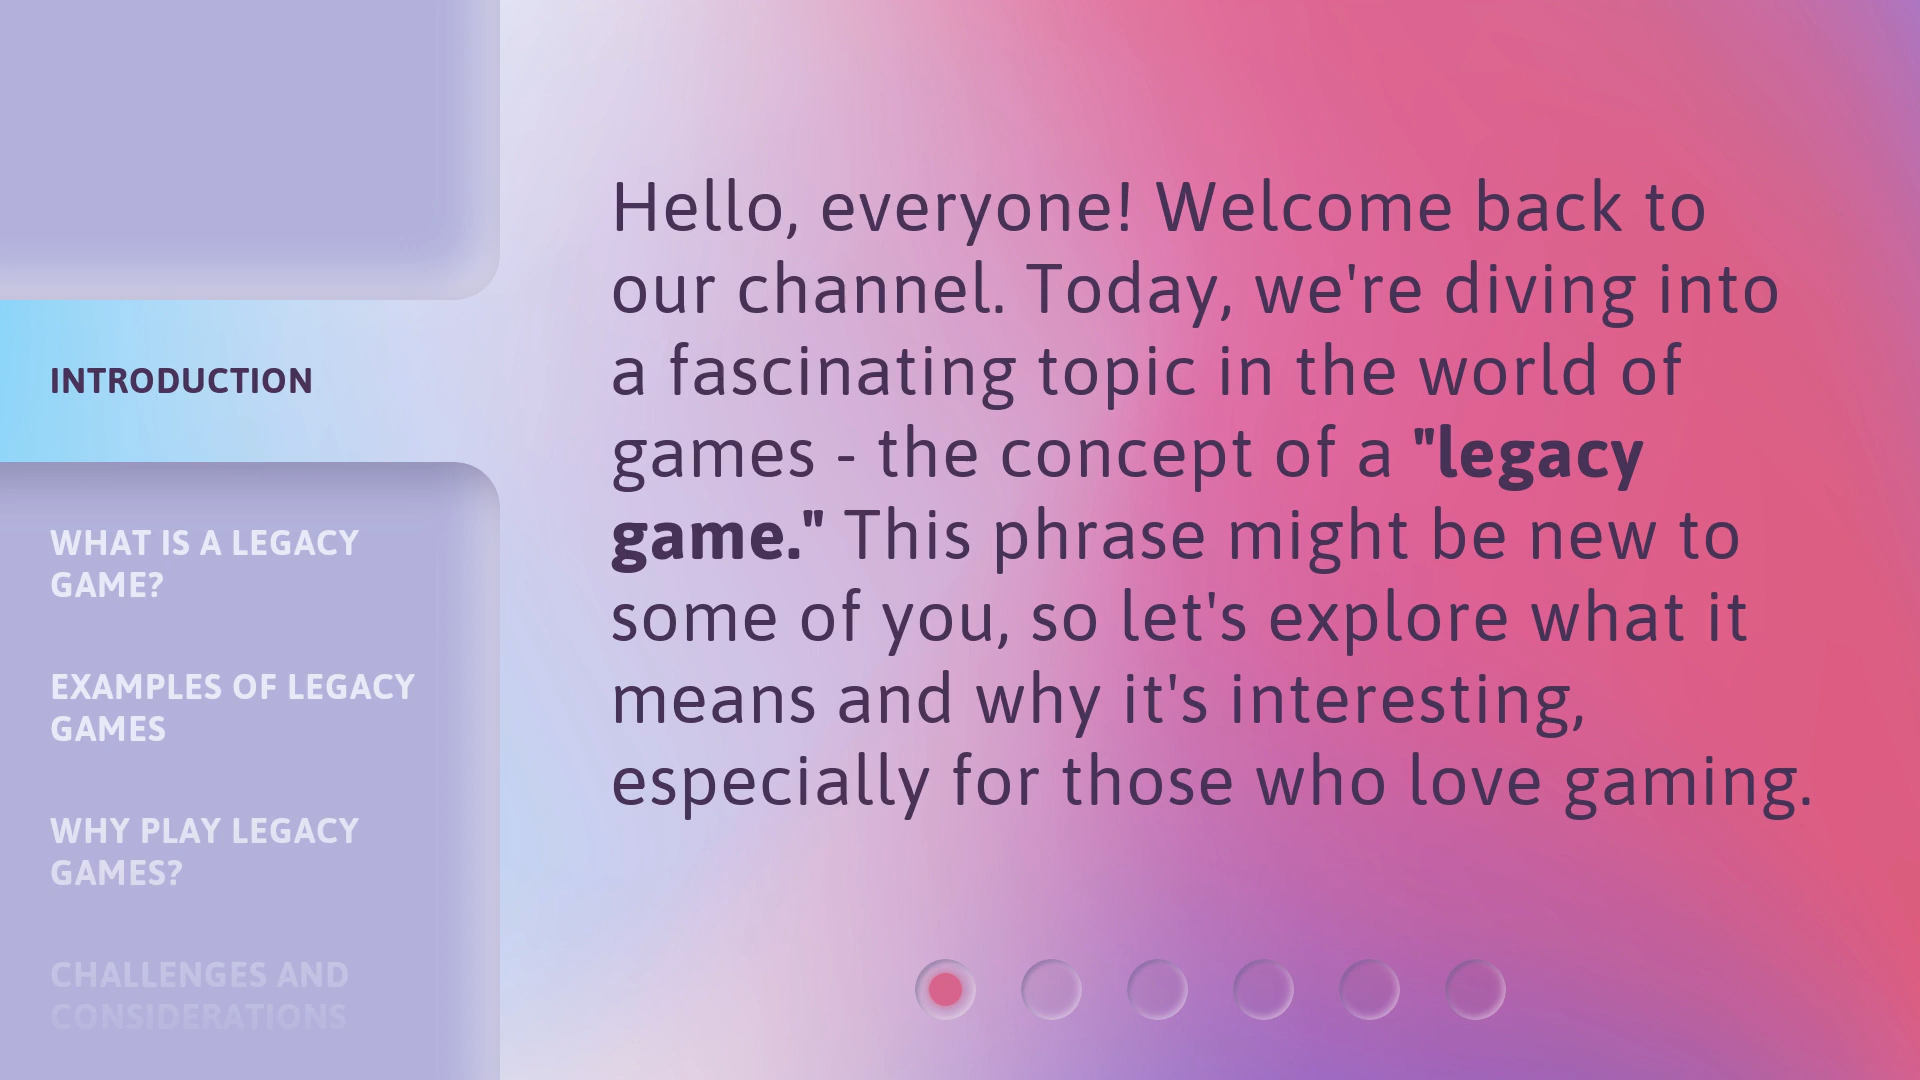 INTRODUCTION
WHAT IS A LEGACY
GAME?
EXAMPLES OF LEGACY
GAMES
WHY PLAY LEGACY
GAMES?
CHALLENGES AND
CONSIDERATIONS
Hello, everyone! Welcome back to
our channel. Today, we're diving into
a fascinating topic in the world of
games - the concept of a "legacy
game." This phrase might be new to
some of you, so let's explore what it
means and why it's interesting,
especially for those who love gaming.